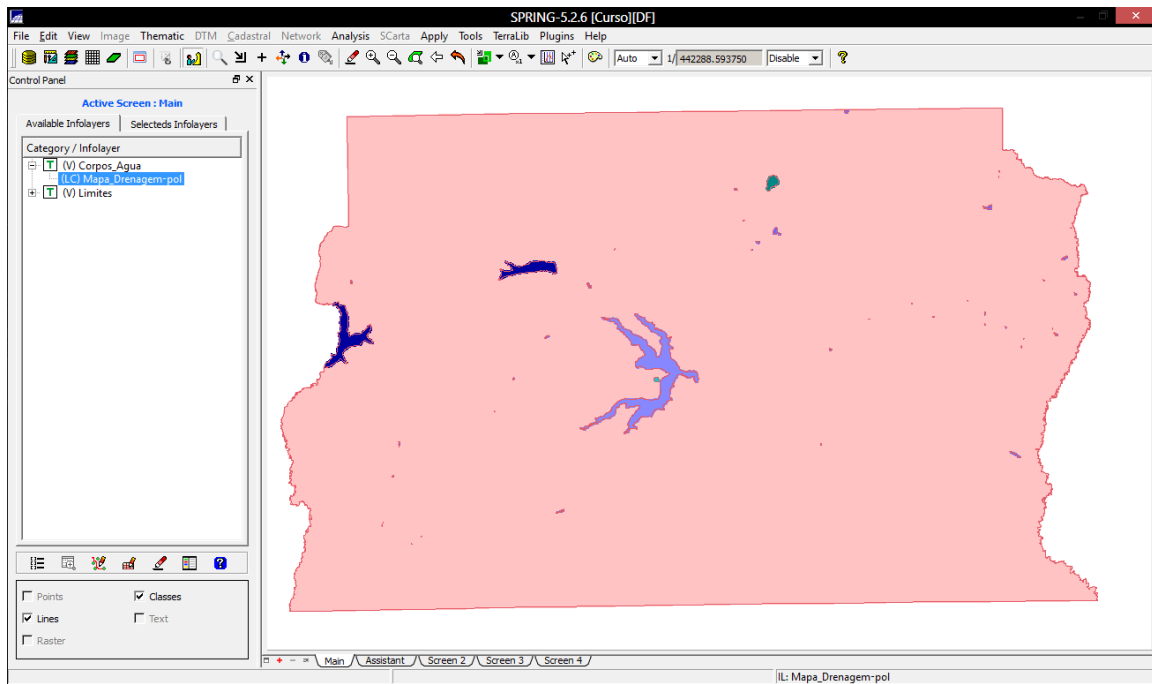 SPRING-5.2.6 [Curso][DF]
File Edit View Image Thematic DTM Cadastral Network Analysis SCarta Apply Tools TerraLib Plugins Help
Auto 1/ 442288.593750 Disable
Control Panel
Active Screen : Main
Available Infolayers Selecteds Infolayers
Category / Infolayer
T (V) Corpos_Agua
(LC) Mapa_Drenagem-pol
T (V) Limites
Points Classes
Lines Text
Raster
Main Assistant Screen 2 Screen 3 Screen 4
IL: Mapa_Drenagem-pol